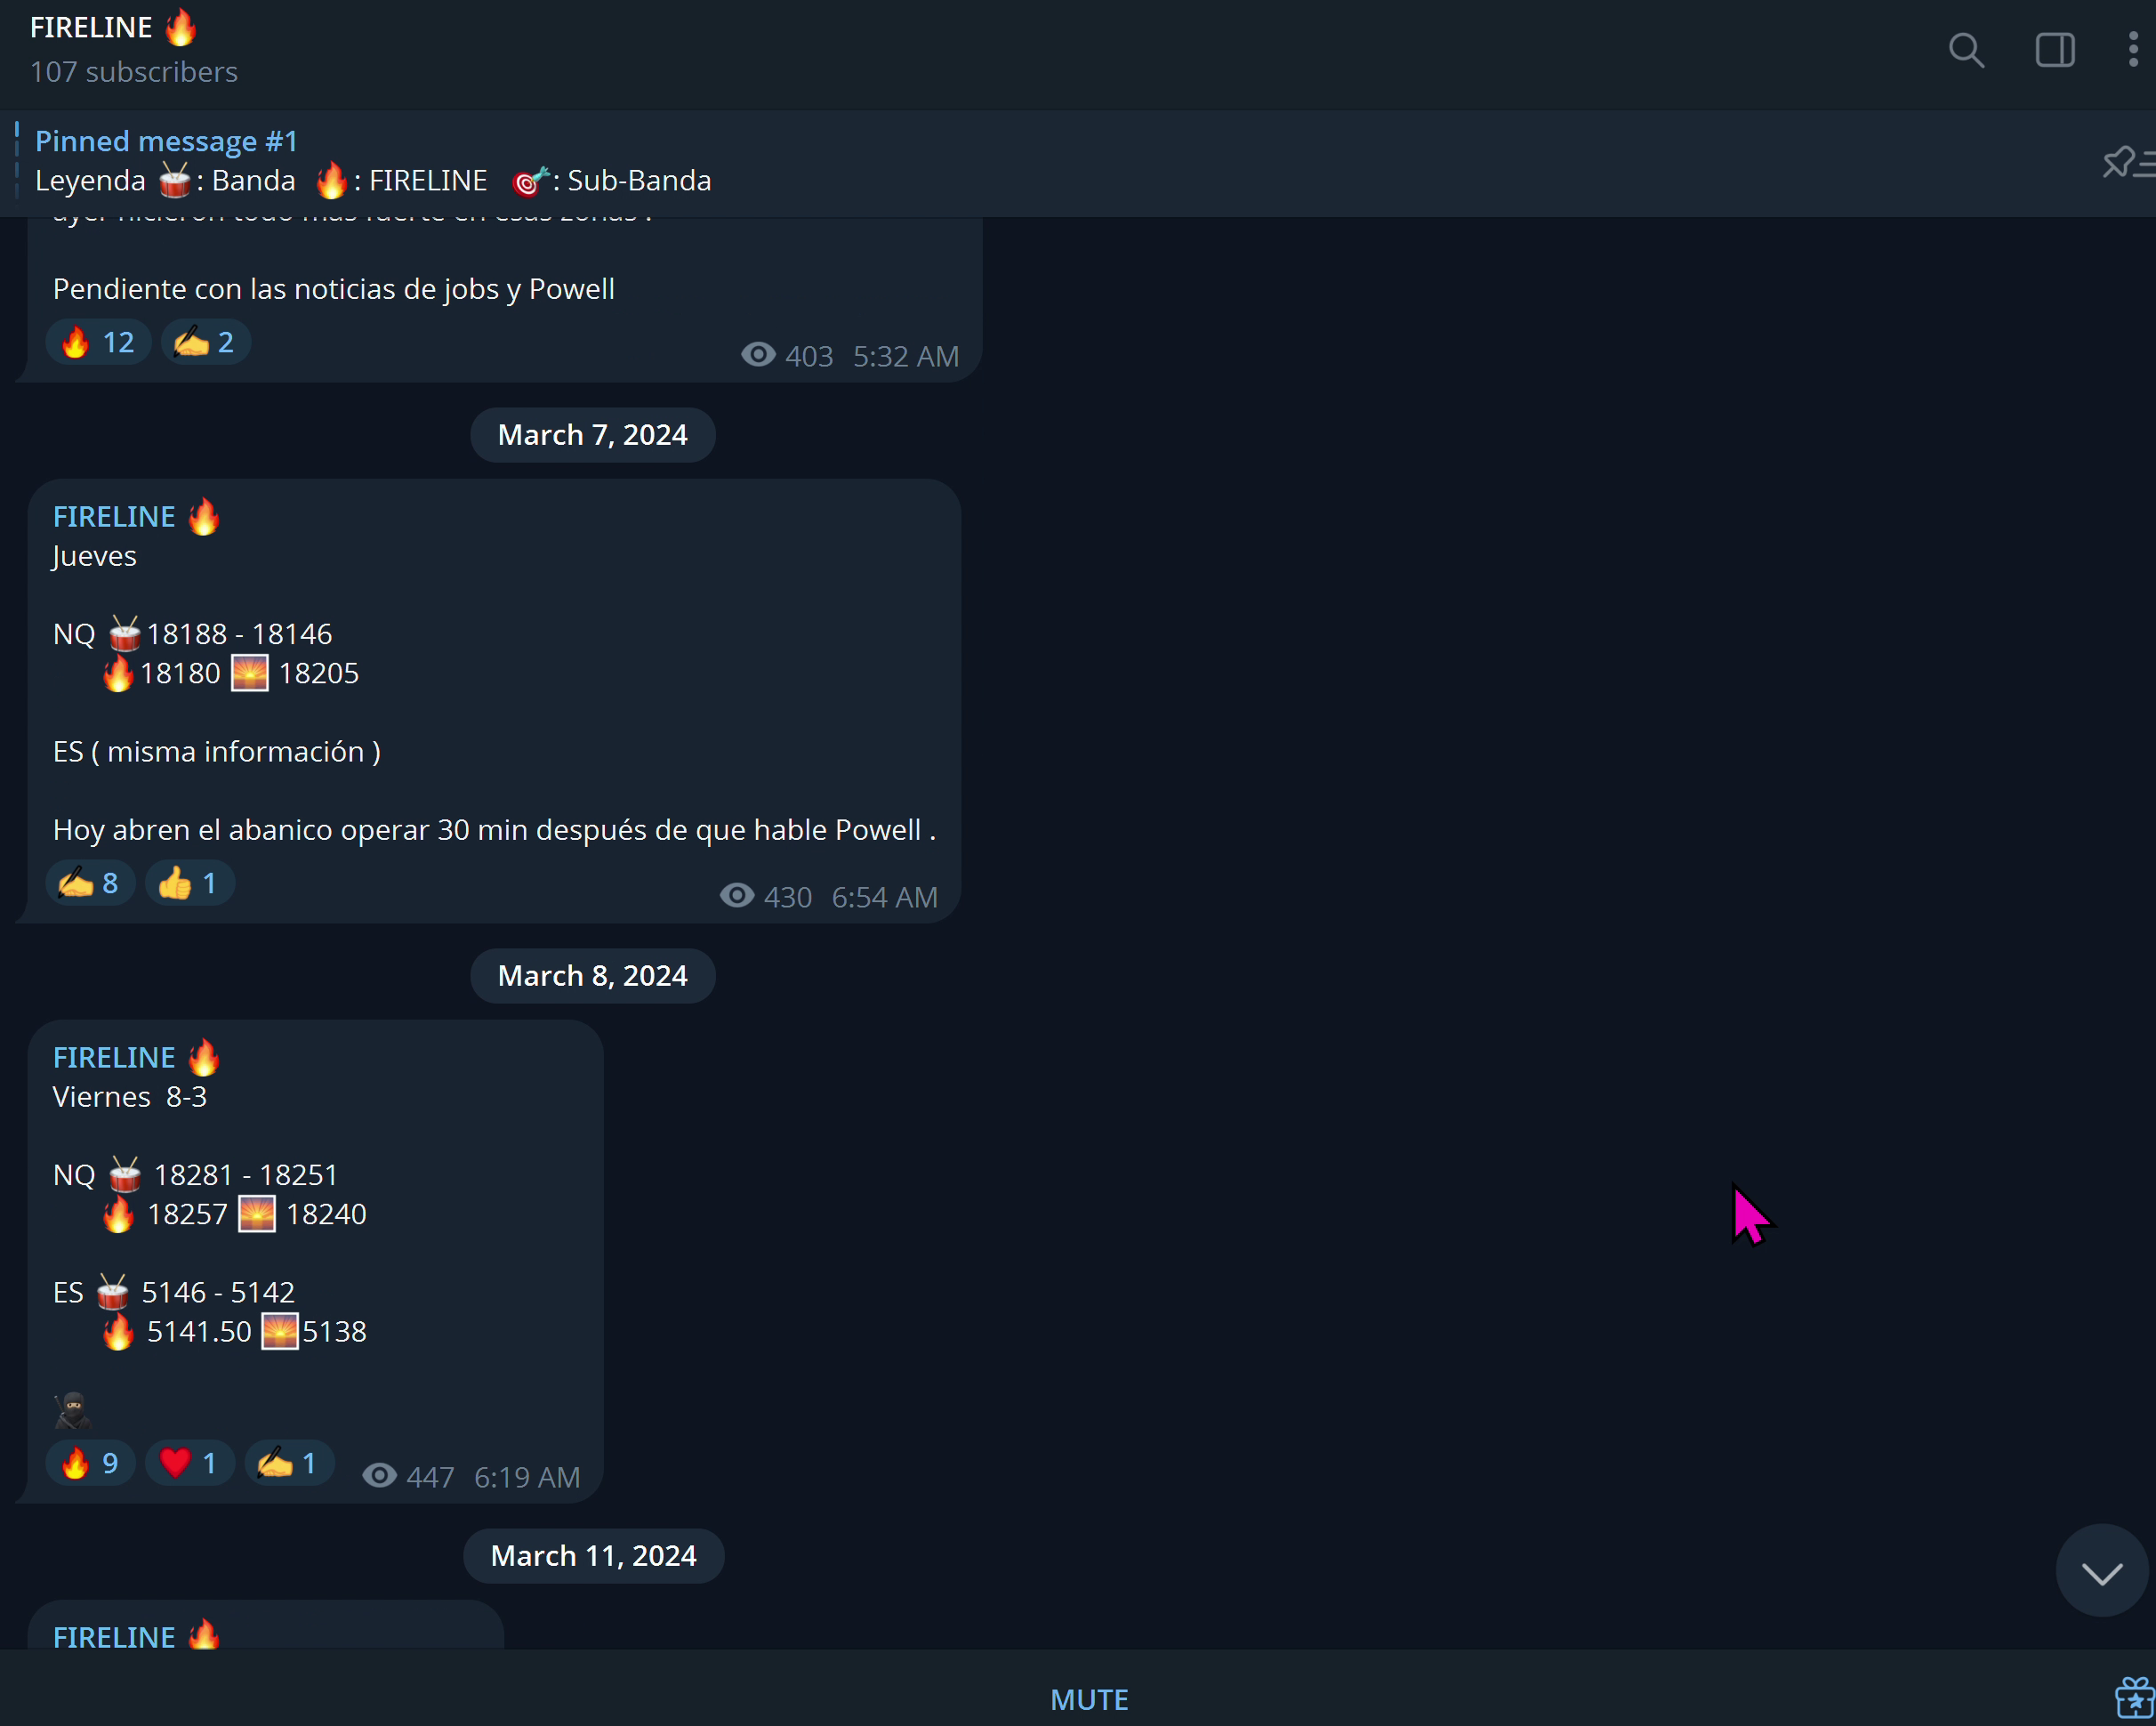 FIRELINE 🔥
107 subscribers
Pinned message #1
Leyenda 🥁: Banda 🔥: FIRELINE 🎯: Sub-Banda
Pendiente con las noticias de jobs y Powell
🔥 12 ✍ 2 403 5:32 AM
March 7, 2024
FIRELINE 🔥
Jueves
NQ 🥁18188 - 18146
🔥18180 🌅 18205
ES ( misma información )
Hoy abren el abanico operar 30 min después de que hable Powell .
✍ 8 👍 1 430 6:54 AM
March 8, 2024
FIRELINE 🔥
Viernes 8-3
NQ 🥁 18281 - 18251
🔥 18257 🌅 18240
ES 🥁 5146 - 5142
🔥 5141.50 🌅5138
🥷
🔥 9 ❤ 1 ✍ 1 447 6:19 AM
March 11, 2024
FIRELINE 🔥
MUTE